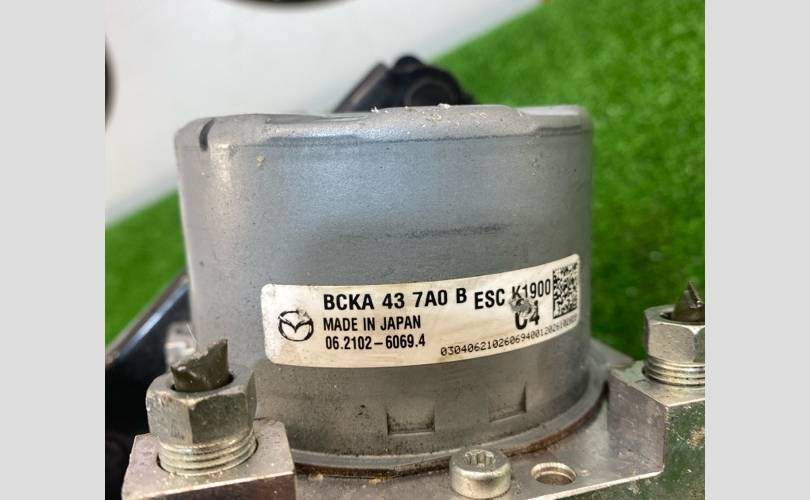 BCKA 43 7A0 B ESC K1900
MADE IN JAPAN C4
06.2102-6069.4